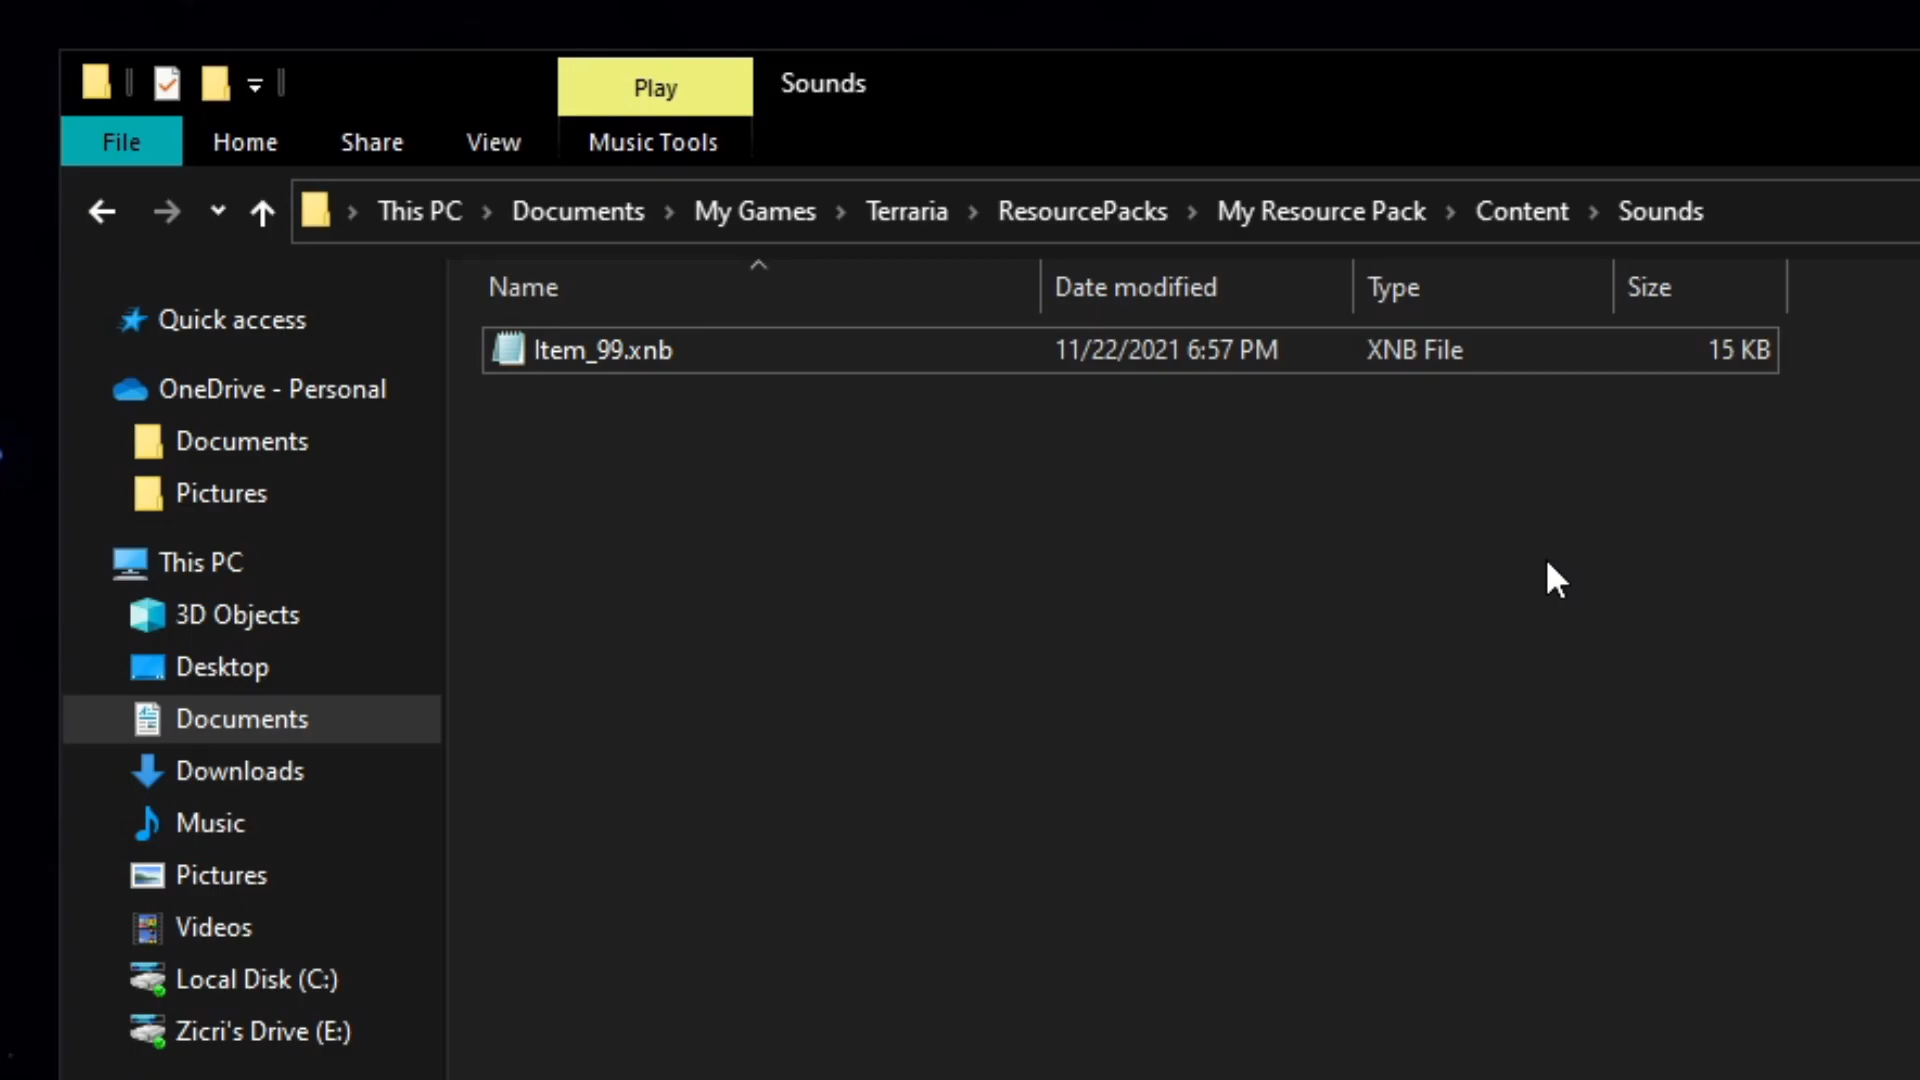 Play
Sounds
File
Home
Share
View
Music Tools
This PC
Documents
My Games
Terraria
ResourcePacks
My Resource Pack
Content
Sounds
Name
Date modified
Type
Size
Item_99.xnb
11/22/2021 6:57 PM
XNB File
15 KB
Quick access
OneDrive - Personal
Documents
Pictures
This PC
3D Objects
Desktop
Documents
Downloads
Music
Pictures
Videos
Local Disk (C:)
Zicri's Drive (E:)